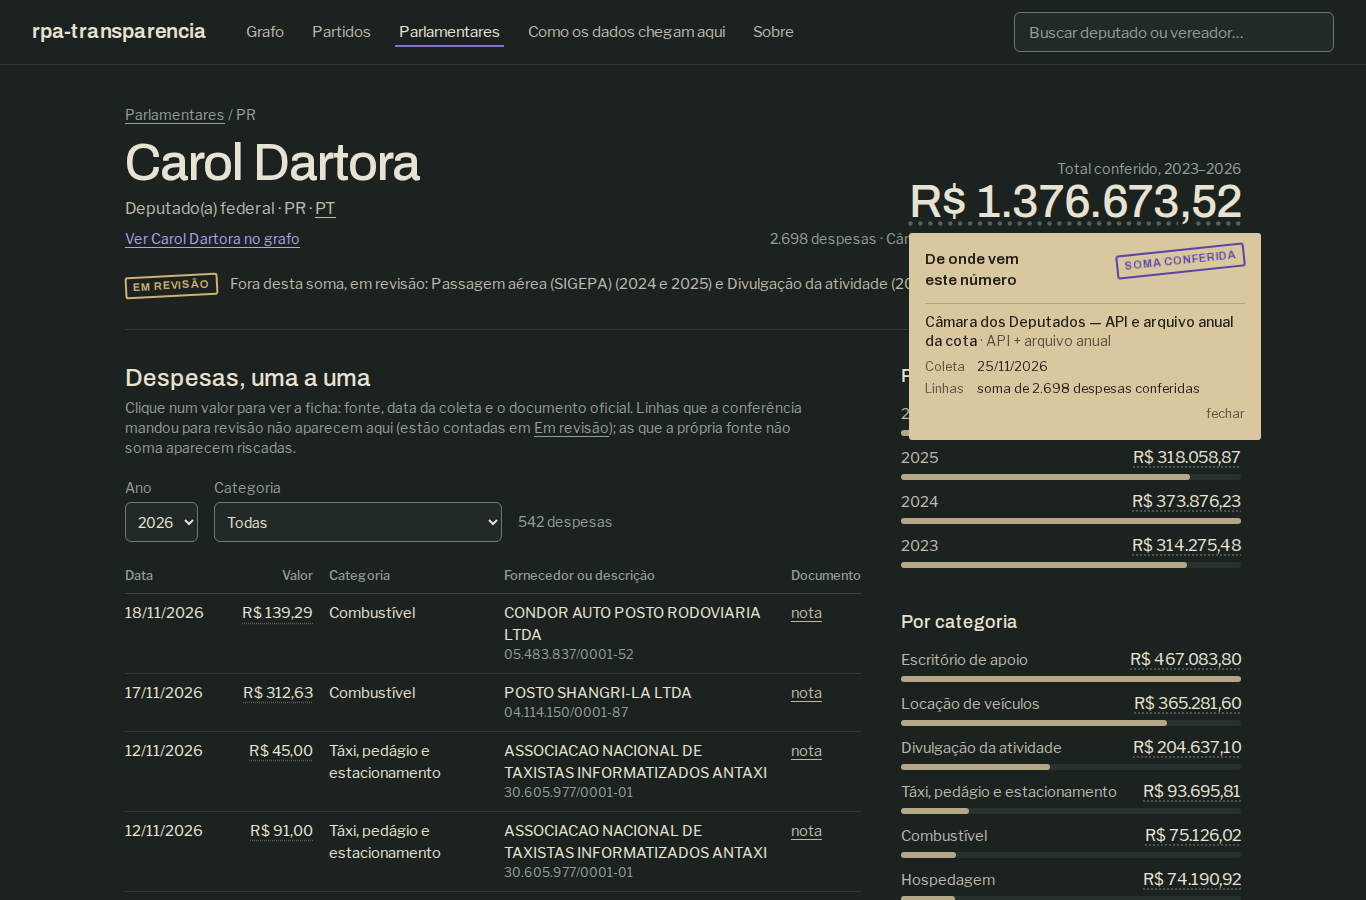 rpa-transparencia
Grafo
Partidos
Parlamentares
Como os dados chegam aqui
Sobre
Buscar deputado ou vereador…
Parlamentares / PR
Carol Dartora
Deputado(a) federal · PR · PT
Ver Carol Dartora no grafo
Total conferido, 2023–2026
R$ 1.376.673,52
2.698 despesas
EM REVISÃO
Fora desta soma, em revisão: Passagem aérea (SIGEPA) (2024 e 2025) e Divulgação da atividade
De onde vem
este número
SOMA CONFERIDA
Câmara dos Deputados — API e arquivo anual
da cota · API + arquivo anual
Coleta 25/11/2026
Linhas soma de 2.698 despesas conferidas
fechar
Despesas, uma a uma
Clique num valor para ver a ficha: fonte, data da coleta e o documento oficial. Linhas que a conferência
mandou para revisão não aparecem aqui (estão contadas em Em revisão); as que a própria fonte não
soma aparecem riscadas.
Ano
Categoria
2026
Todas
542 despesas
Data Valor Categoria Fornecedor ou descrição Documento
18/11/2026 R$ 139,29 Combustível CONDOR AUTO POSTO RODOVIARIA nota
LTDA
05.483.837/0001-52
17/11/2026 R$ 312,63 Combustível POSTO SHANGRI-LA LTDA nota
04.114.150/0001-87
12/11/2026 R$ 45,00 Táxi, pedágio e ASSOCIACAO NACIONAL DE nota
estacionamento TAXISTAS INFORMATIZADOS ANTAXI
30.605.977/0001-01
12/11/2026 R$ 91,00 Táxi, pedágio e ASSOCIACAO NACIONAL DE nota
estacionamento TAXISTAS INFORMATIZADOS ANTAXI
30.605.977/0001-01
2025 R$ 318.058,87
2024 R$ 373.876,23
2023 R$ 314.275,48
Por categoria
Escritório de apoio R$ 467.083,80
Locação de veículos R$ 365.281,60
Divulgação da atividade R$ 204.637,10
Táxi, pedágio e estacionamento R$ 93.695,81
Combustível R$ 75.126,02
Hospedagem R$ 74.190,92